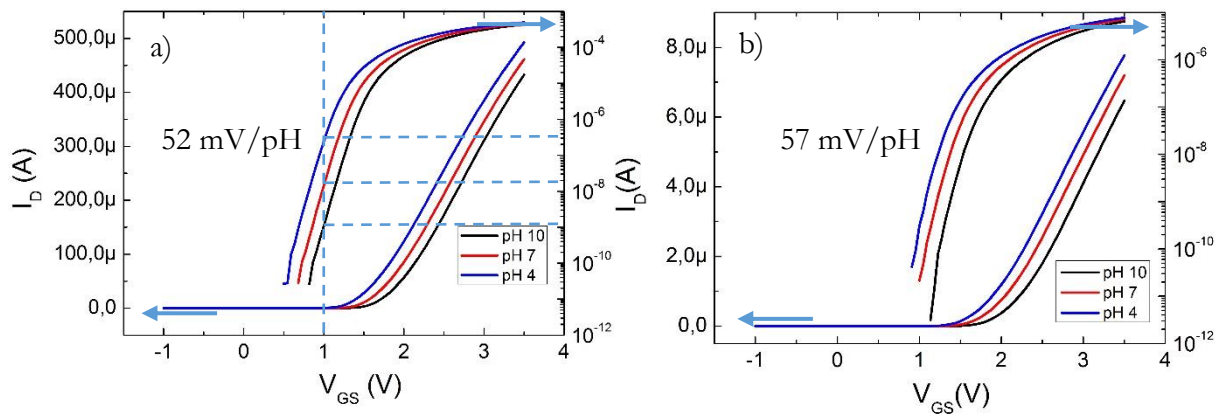 a)
52 mV/pH
I_D (A)
500,0µ
400,0µ
300,0µ
200,0µ
100,0µ
0,0
10^-4
10^-6
10^-8
10^-10
10^-12
pH 10
pH 7
pH 4
-1 0 1 2 3 4
V_GS (V)
b)
57 mV/pH
I_D(A)
8,0µ
6,0µ
4,0µ
2,0µ
0,0
10^-6
10^-8
10^-10
10^-12
pH 10
pH 7
pH 4
-1 0 1 2 3 4
V_GS(V)